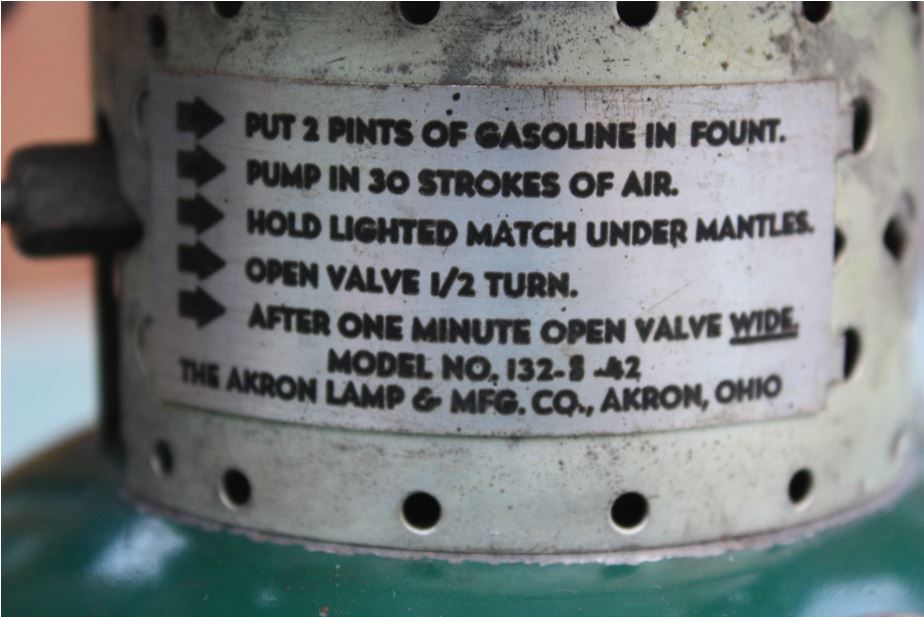 PUT 2 PINTS OF GASOLINE IN FOUNT.
PUMP IN 30 STROKES OF AIR.
HOLD LIGHTED MATCH UNDER MANTLES.
OPEN VALVE 1/2 TURN.
AFTER ONE MINUTE OPEN VALVE WIDE.
MODEL NO. 132-8-42
THE AKRON LAMP & MFG. CO., AKRON, OHIO